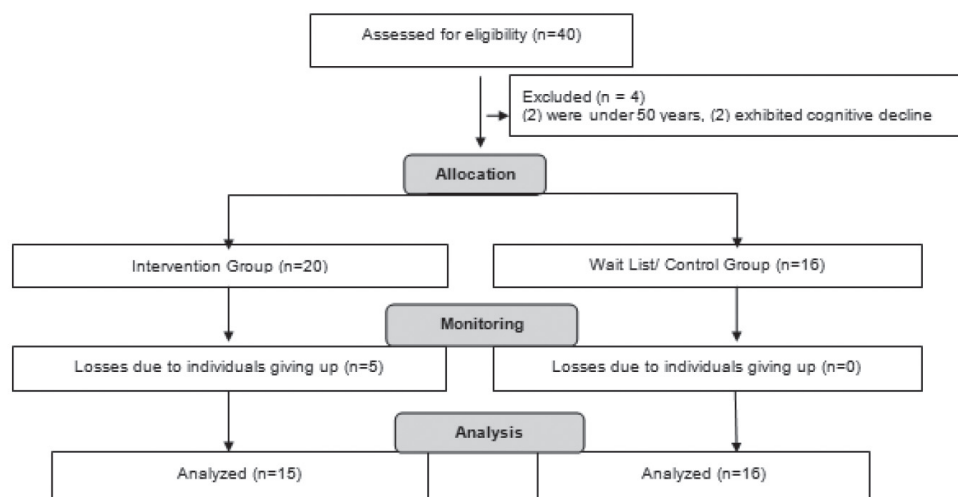 Assessed for eligibility (n=40)
Excluded (n = 4)
(2) were under 50 years, (2) exhibited cognitive decline
Allocation
Intervention Group (n=20)
Wait List/ Control Group (n=16)
Monitoring
Losses due to individuals giving up (n=5)
Losses due to individuals giving up (n=0)
Analysis
Analyzed (n=15)
Analyzed (n=16)